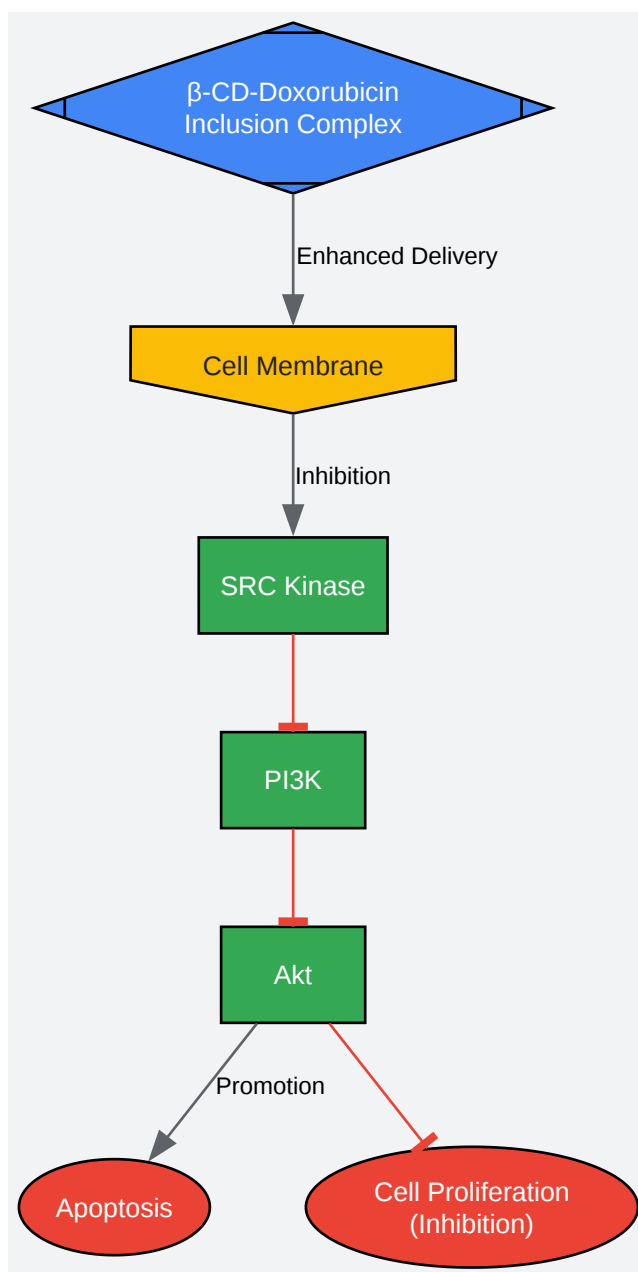 β-CD-Doxorubicin
Inclusion Complex
Enhanced Delivery
Cell Membrane
Inhibition
SRC Kinase
PI3K
Akt
Promotion
Apoptosis
Cell Proliferation
(Inhibition)